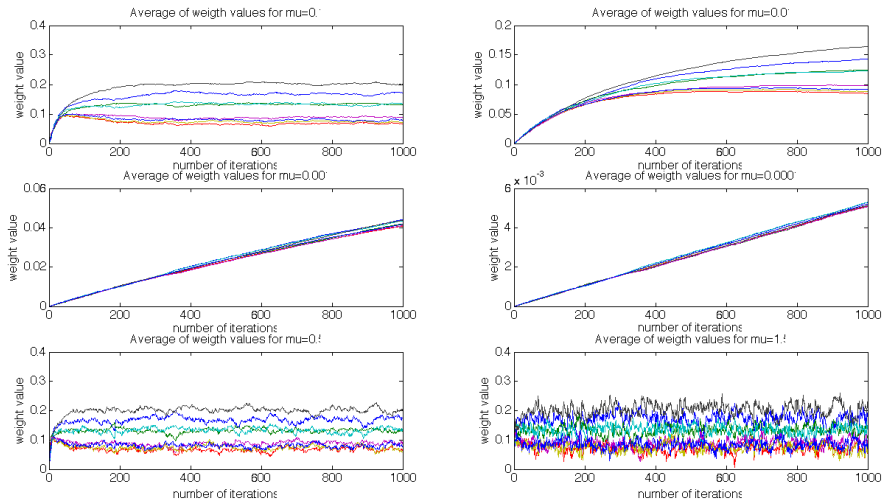 Average of weigth values for mu=0.1
0.4
0.3
0.2
0.1
0
weight value
0 200 400 600 800 1000
number of iterations
Average of weigth values for mu=0.0
0.2
0.15
0.1
0.05
0
weight value
0 200 400 600 800 1000
number of iterations
Average of weigth values for mu=0.00
0.06
0.04
0.02
0
weight value
0 200 400 600 800 1000
number of iterations
Average of weigth values for mu=0.000
6 x 10⁻³
4
2
0
weight value
0 200 400 600 800 1000
number of iterations
Average of weigth values for mu=0.5
0.4
0.3
0.2
0.1
0
weight value
0 200 400 600 800 1000
number of iterations
Average of weigth values for mu=1.5
0.4
0.3
0.2
0.1
0
weight value
0 200 400 600 800 1000
number of iterations